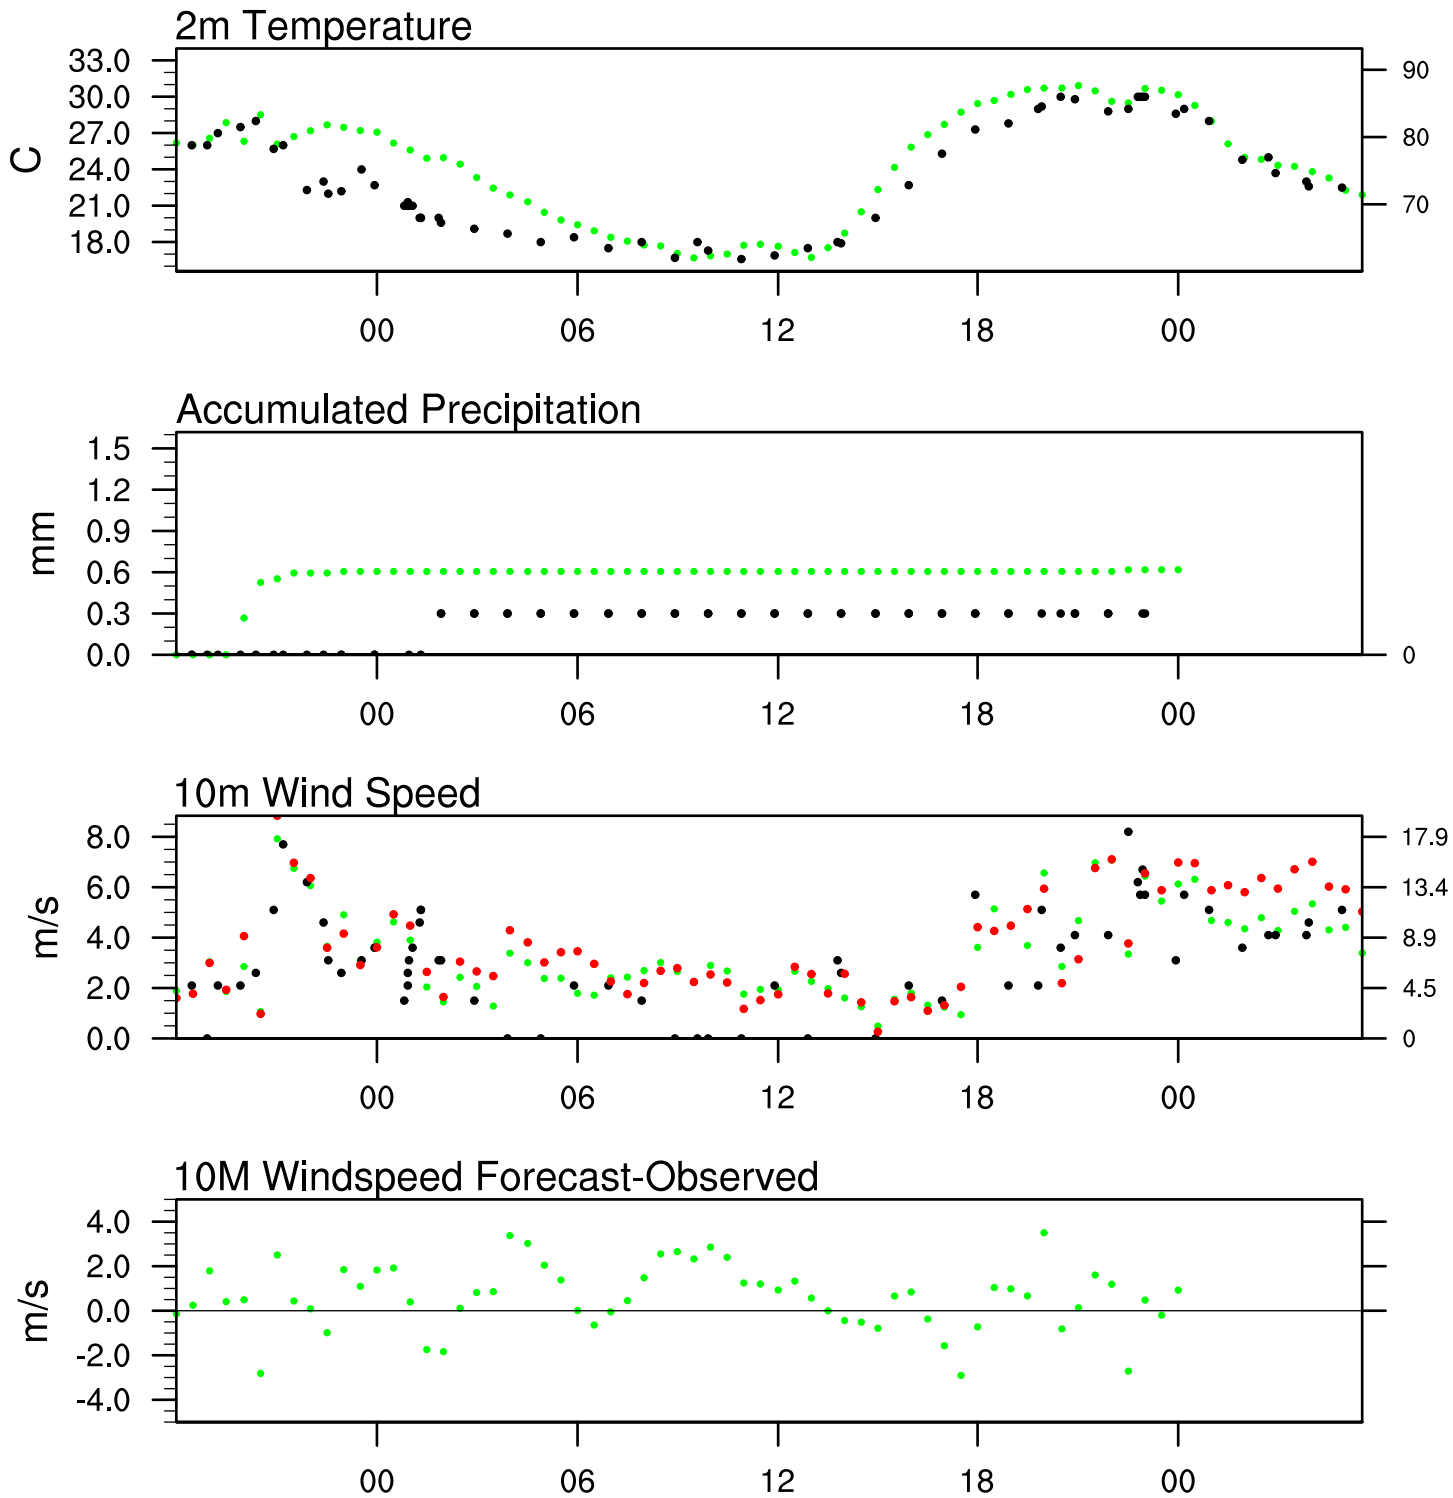 2m Temperature
33.0
30.0
27.0
24.0
21.0
18.0
C
90
80
70
00 06 12 18 00
Accumulated Precipitation
1.5
1.2
0.9
0.6
0.3
0.0
mm
0
00 06 12 18 00
10m Wind Speed
8.0
6.0
4.0
2.0
0.0
m/s
17.9
13.4
8.9
4.5
0
00 06 12 18 00
10M Windspeed Forecast-Observed
4.0
2.0
0.0
-2.0
-4.0
m/s
00 06 12 18 00